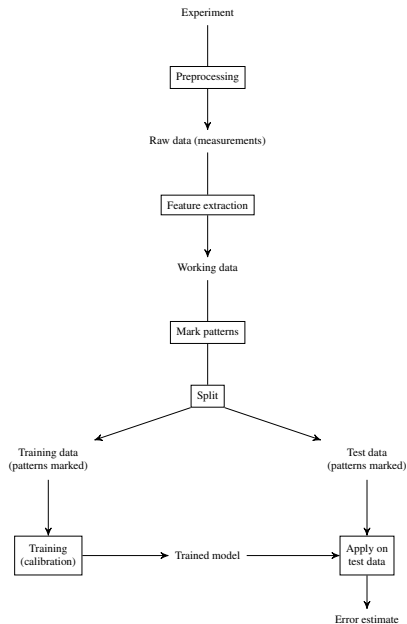 Experiment
Preprocessing
Raw data (measurements)
Feature extraction
Working data
Mark patterns
Split
Training data
(patterns marked)
Test data
(patterns marked)
Training
(calibration)
Trained model
Apply on
test data
Error estimate